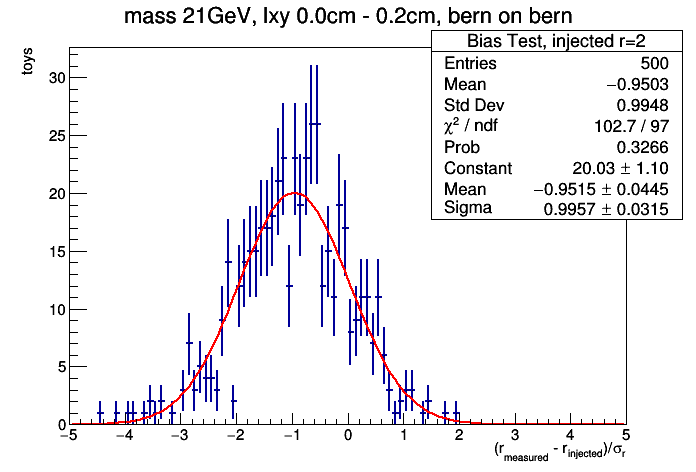 mass 21GeV, lxy 0.0cm - 0.2cm, bern on bern
Bias Test, injected r=2
Entries 500
Mean −0.9503
Std Dev 0.9948
χ² / ndf 102.7 / 97
Prob 0.3266
Constant 20.03 ± 1.10
Mean −0.9515 ± 0.0445
Sigma 0.9957 ± 0.0315
toys
30
25
20
15
10
5
0
−5 −4 −3 −2 −1 0 1 2 3 4 5
(r_measured - r_injected)/σ_r